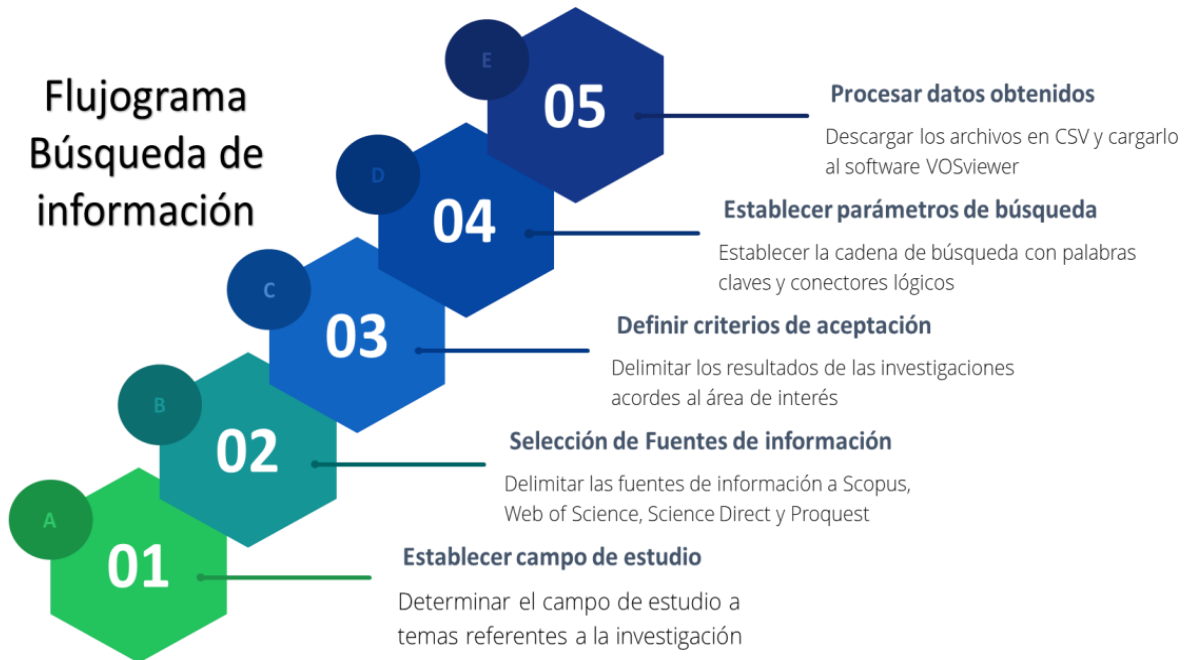 Flujograma
Búsqueda de
información
E
05
Procesar datos obtenidos
Descargar los archivos en CSV y cargarlo
al software VOSviewer
D
04
Establecer parámetros de búsqueda
Establecer la cadena de búsqueda con palabras
claves y conectores lógicos
C
03
Definir criterios de aceptación
Delimitar los resultados de las investigaciones
acordes al área de interés
B
02
Selección de Fuentes de información
Delimitar las fuentes de información a Scopus,
Web of Science, Science Direct y Proquest
A
01
Establecer campo de estudio
Determinar el campo de estudio a
temas referentes a la investigación